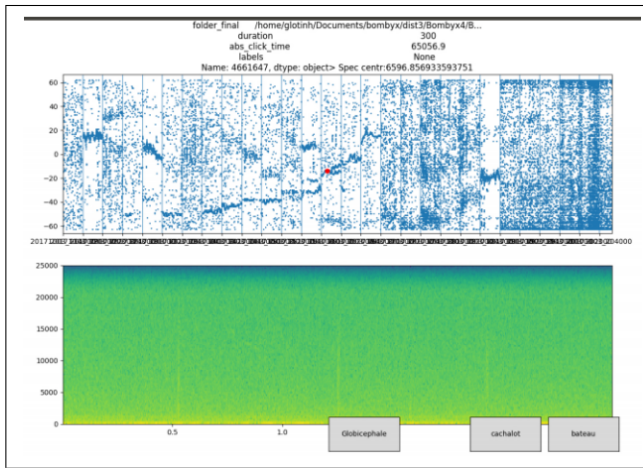 folder_final /home/glotinh/Documents/bombyx/dist3/Bombyx4/B...
duration 300
abs_click_time 65056.9
labels None
Name: 4661647, dtype: object> Spec centr:6596.856933593751
60
40
20
0
−20
−40
−60
25000
20000
15000
10000
5000
0
0.5
1.0
Globicephale
cachalot
bateau